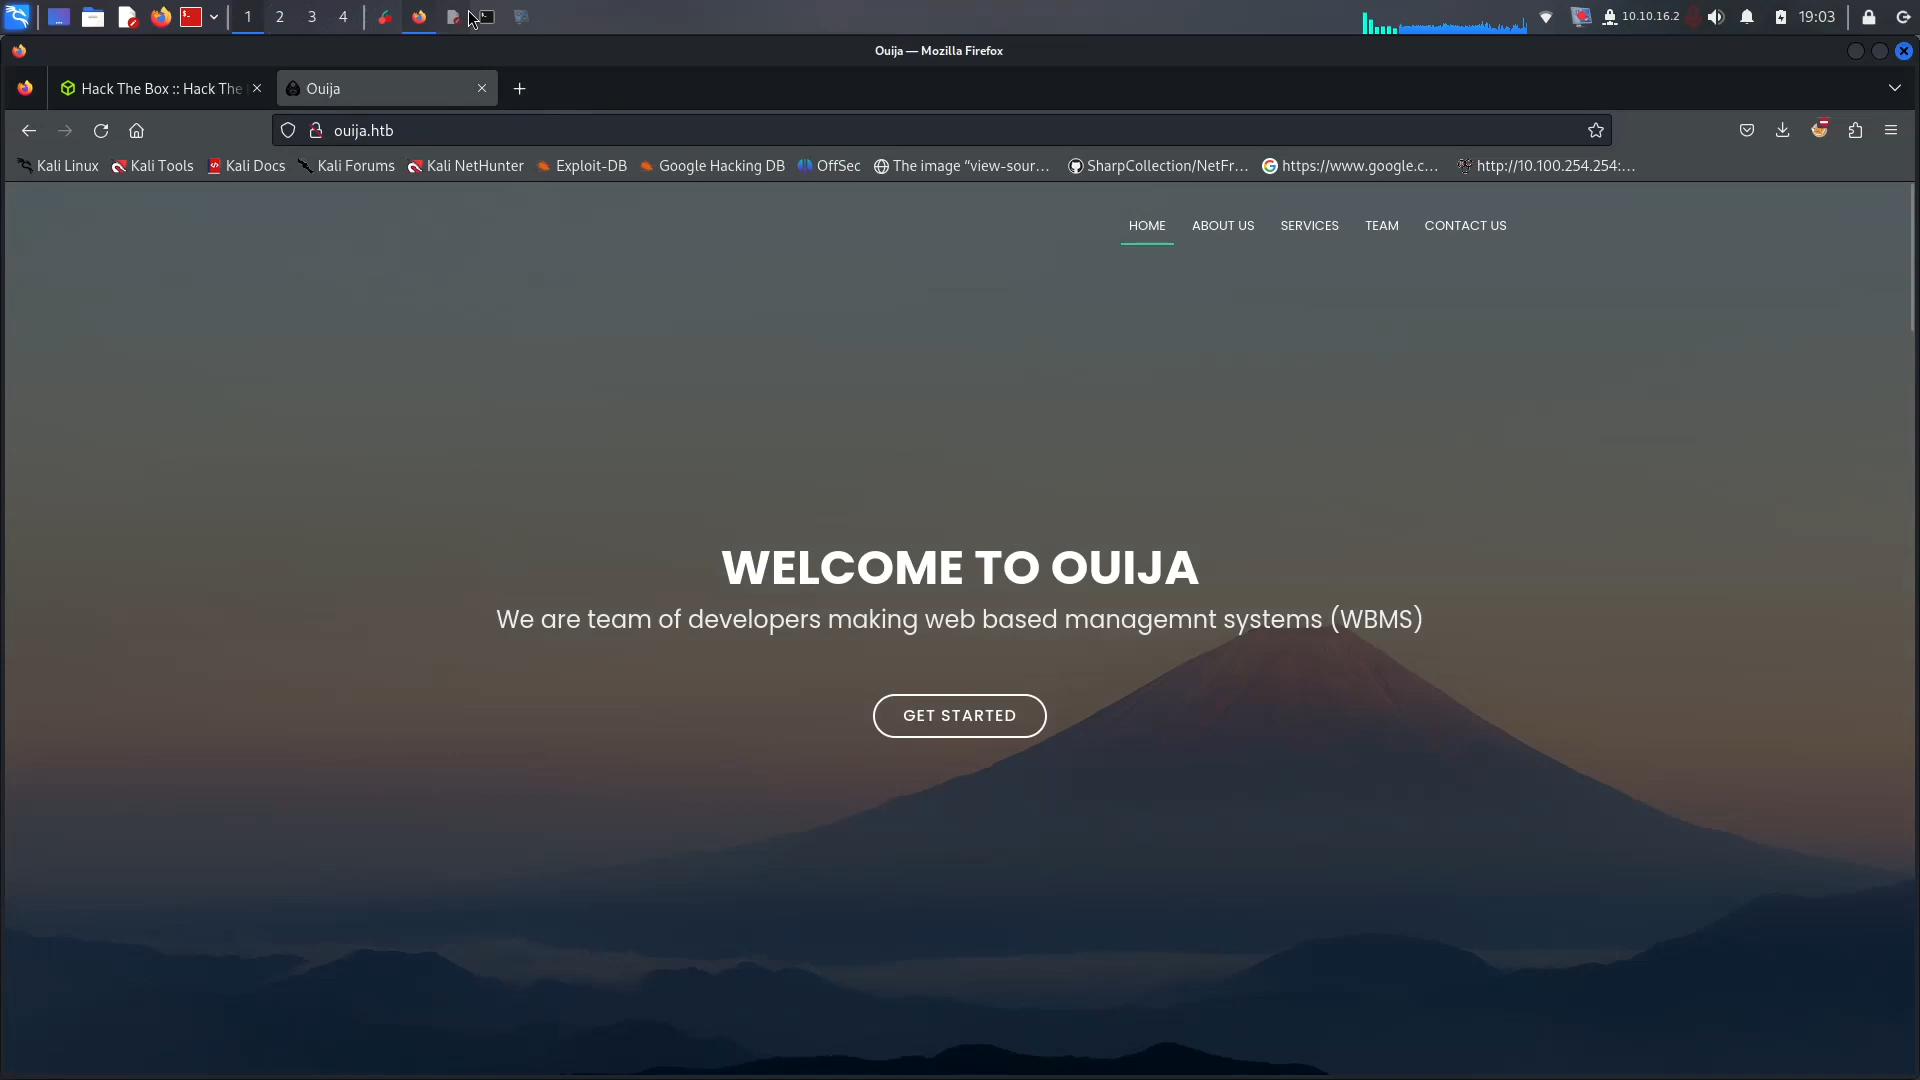 1 2 3 4 10.10.16.2 19:03
Ouija — Mozilla Firefox
Hack The Box :: Hack The Ouija
ouija.htb
Kali Linux Kali Tools Kali Docs Kali Forums Kali NetHunter Exploit-DB Google Hacking DB OffSec The image “view-sour… SharpCollection/NetFr… https://www.google.c… http://10.100.254.254:…
HOME ABOUT US SERVICES TEAM CONTACT US
WELCOME TO OUIJA
We are team of developers making web based managemnt systems (WBMS)
GET STARTED